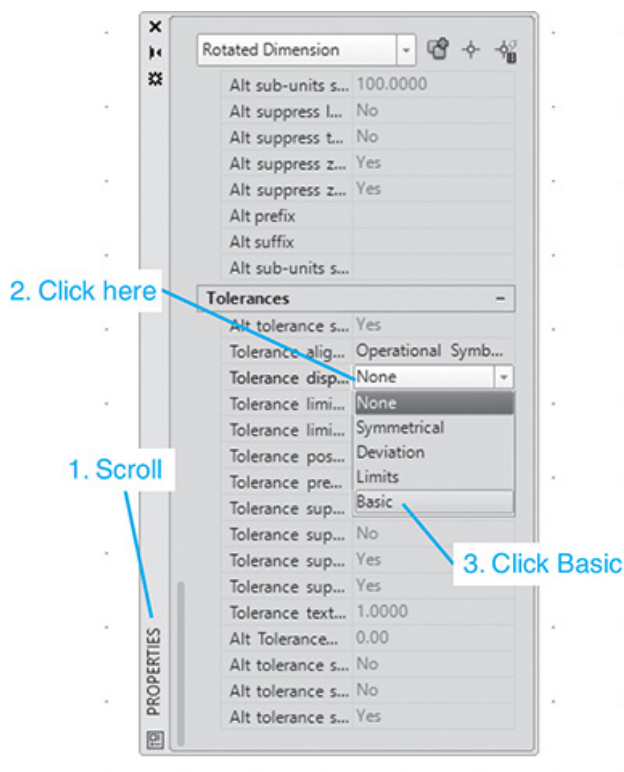 Rotated Dimension
Alt sub-units s... 100.0000
Alt suppress l... No
Alt suppress t... No
Alt suppress z... Yes
Alt suppress z... Yes
Alt prefix
Alt suffix
Alt sub-units s...
2. Click here
Tolerances
Alt tolerance s... Yes
Tolerance alig... Operational Symb...
Tolerance disp... None
Tolerance limi... None
Tolerance limi... Symmetrical
Tolerance pos... Deviation
1. Scroll
Tolerance pre... Limits
Tolerance sup... Basic
Tolerance sup... No
3. Click Basic
Tolerance sup... Yes
Tolerance sup... Yes
Tolerance text... 1.0000
Alt Tolerance... 0.00
Alt tolerance s... No
Alt tolerance s... No
Alt tolerance s... Yes
PROPERTIES